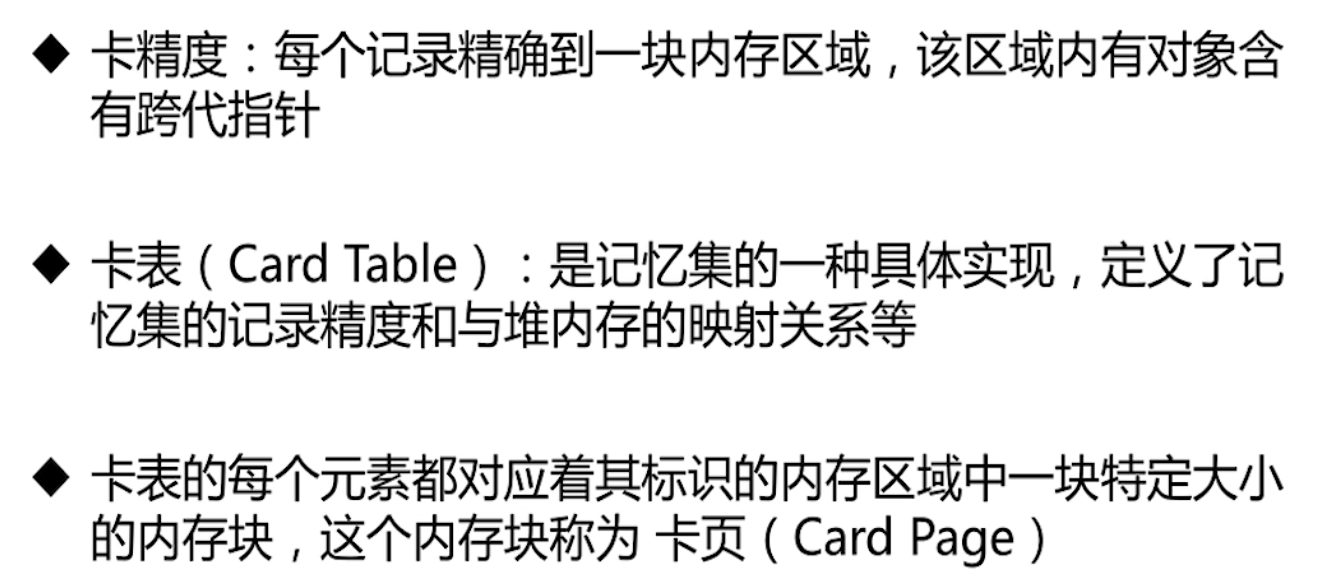 ◆ 卡精度：每个记录精确到一块内存区域，该区域内有对象含
有跨代指针
◆ 卡表（Card Table）：是记忆集的一种具体实现，定义了记
忆集的记录精度和与堆内存的映射关系等
◆ 卡表的每个元素都对应着其标识的内存区域中一块特定大小
的内存块，这个内存块称为 卡页（Card Page）